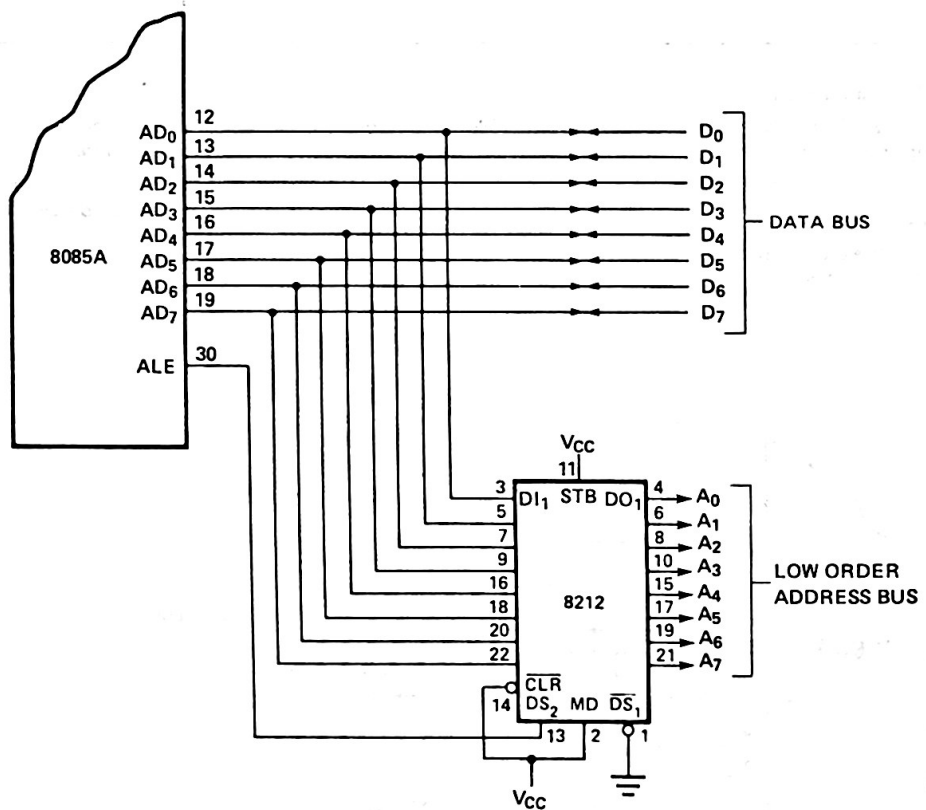 12
AD0
D0
13
AD1
D1
14
AD2
D2
15
AD3
D3
16
AD4
D4
17
AD5
D5
18
AD6
D6
19
AD7
D7
8085A
DATA BUS
ALE
30
VCC
11
3
DI1
STB
DO1
4
A0
5
6
A1
7
8
A2
9
10
A3
16
15
A4
18
17
A5
20
19
A6
22
21
A7
8212
LOW ORDER
ADDRESS BUS
CLR
14
DS2
MD
DS1
13
2
1
VCC